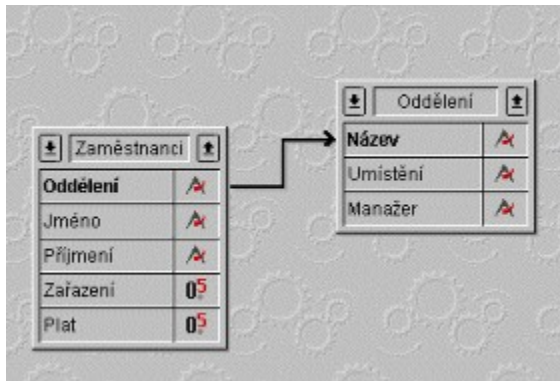 Zaměstnanci
Oddělení
Jméno
Příjmení
Zařazení
Plat
Oddělení
Název
Umístění
Manažer